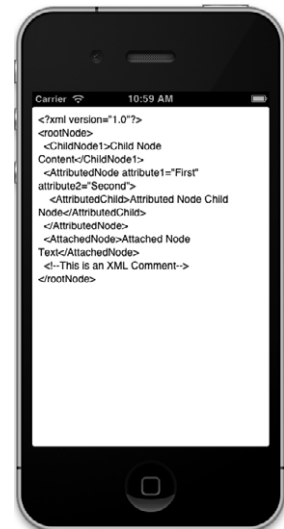 Carrier 10:59 AM
<?xml version="1.0"?>
<rootNode>
<ChildNode1>Child Node
Content</ChildNode1>
<AttributedNode attribute1="First"
attribute2="Second">
<AttributedChild>Attributed Node Child
Node</AttributedChild>
</AttributedNode>
<AttachedNode>Attached Node
Text</AttachedNode>
<!--This is an XML Comment-->
</rootNode>